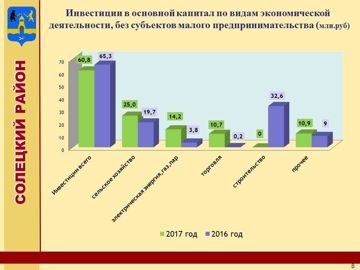 Инвестиции в основной капитал по видам экономической
деятельности, без субъектов малого предпринимательства (млн.руб)
СОЛЕЦКИЙ РАЙОН
70
60
50
40
30
20
10
0
60,8
65,3
25,0
19,7
14,2
3,8
10,7
0,2
0
32,6
10,9
9
Инвестиции всего
сельское хозяйство
электрическая энергия,газ,пар
торговля
строительство
прочее
2017 год
2016 год
8